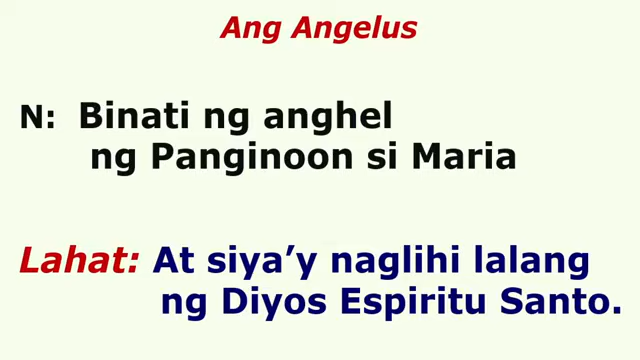 Ang Angelus
N: Binati ng anghel
ng Panginoon si Maria
Lahat: At siya’y naglihi lalang
ng Diyos Espiritu Santo.